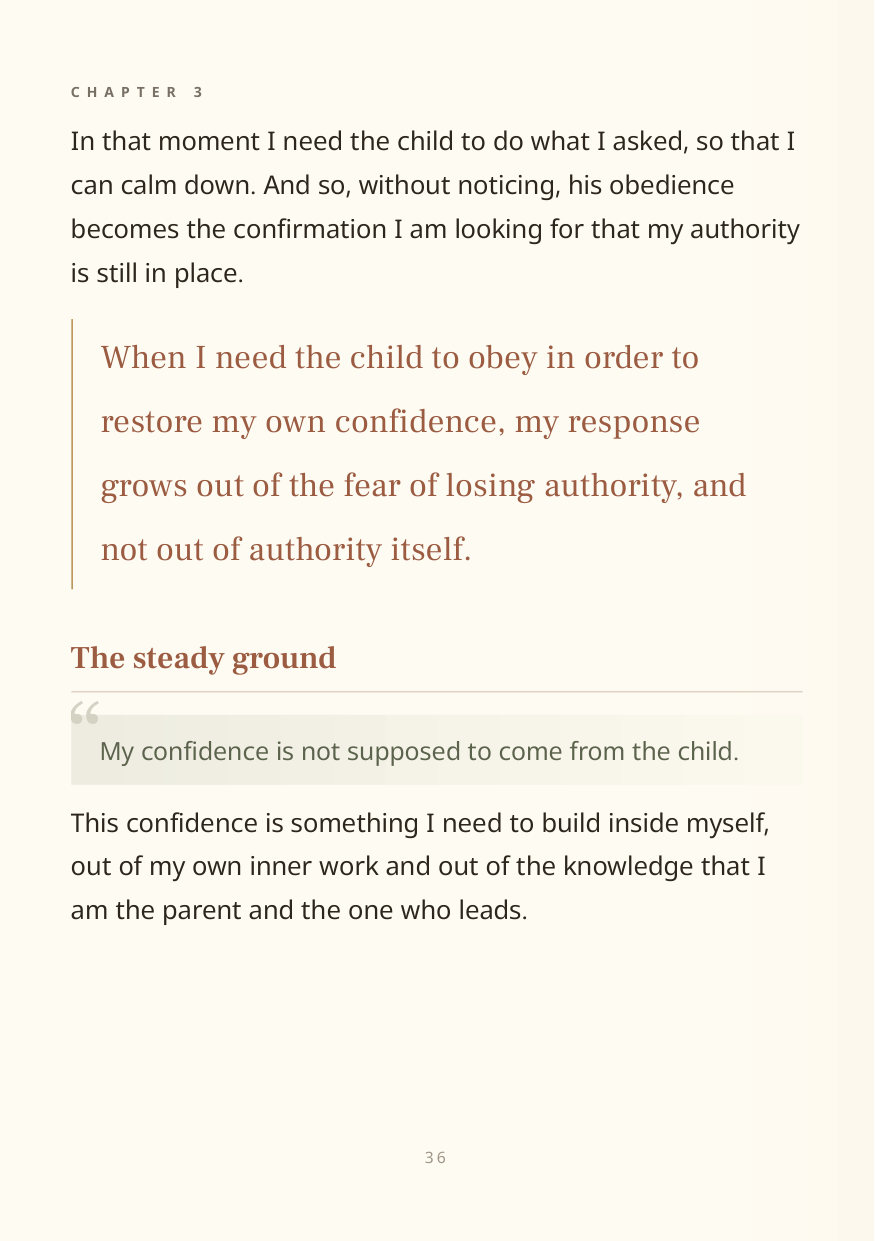 CHAPTER 3
In that moment I need the child to do what I asked, so that I
can calm down. And so, without noticing, his obedience
becomes the confirmation I am looking for that my authority
is still in place.
When I need the child to obey in order to
restore my own confidence, my response
grows out of the fear of losing authority, and
not out of authority itself.
The steady ground
“
My confidence is not supposed to come from the child.
This confidence is something I need to build inside myself,
out of my own inner work and out of the knowledge that I
am the parent and the one who leads.
36